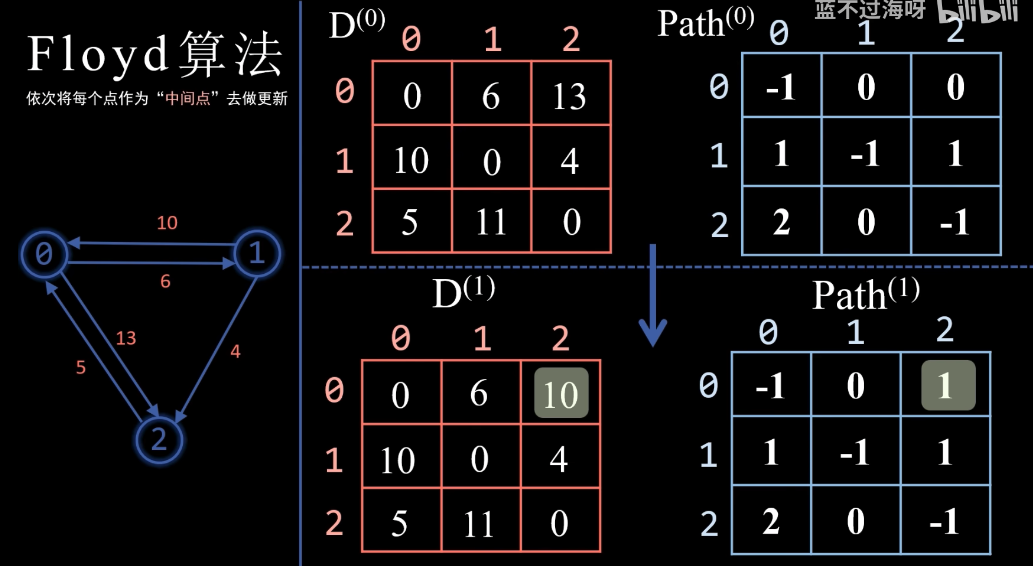 Floyd算法
依次将每个点作为“中间点”去做更新
10
0 1
6
13
5 4
2
D(0)
0 1 2
0 0 6 13
1 10 0 4
2 5 11 0
蓝不过海呀 bilibili
Path(0)
0 1 2
0 -1 0 0
1 1 -1 1
2 2 0 -1
D(1)
0 1 2
0 0 6 10
1 10 0 4
2 5 11 0
Path(1)
0 1 2
0 -1 0 1
1 1 -1 1
2 2 0 -1